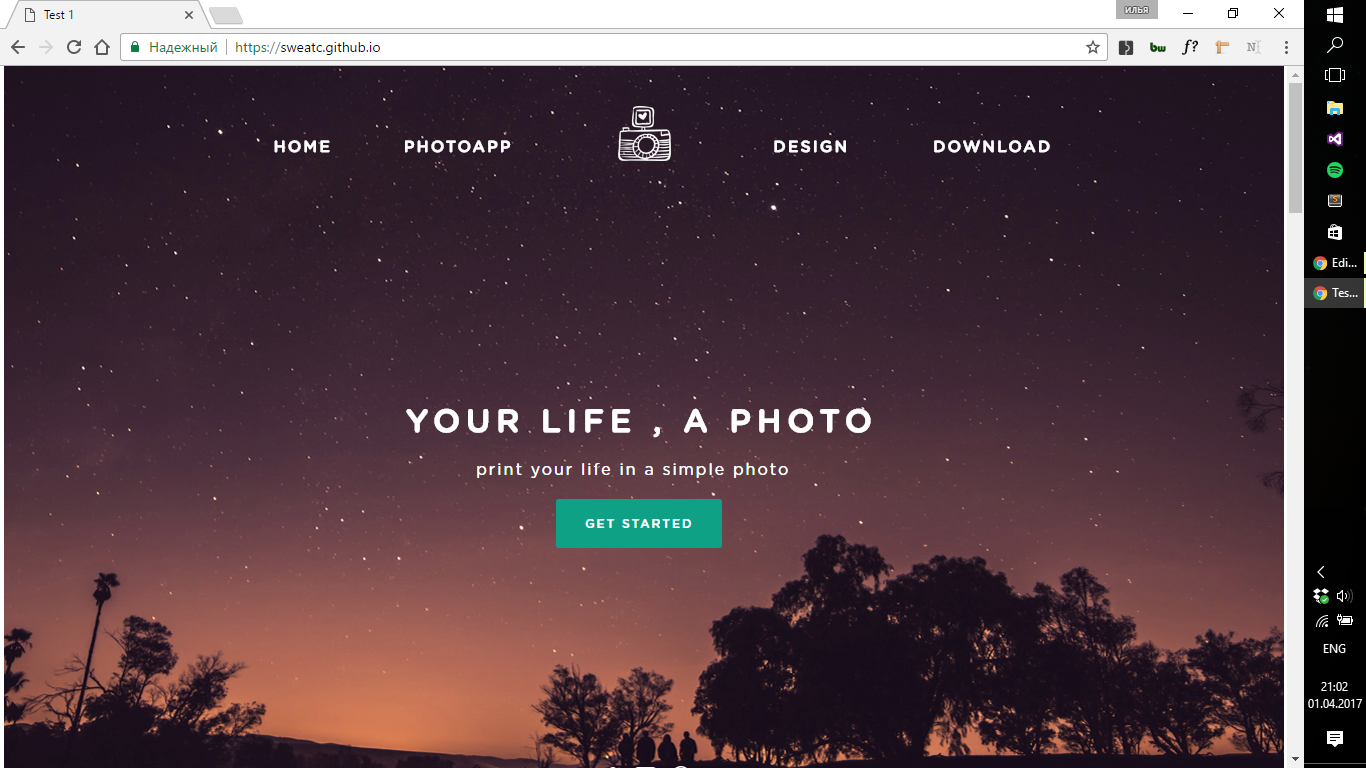 Test 1
илья
Надежный https://sweatc.github.io
bw f?
HOME PHOTOAPP DESIGN DOWNLOAD
YOUR LIFE , A PHOTO
print your life in a simple photo
GET STARTED
Edi...
Tes...
ENG
21:02
01.04.2017